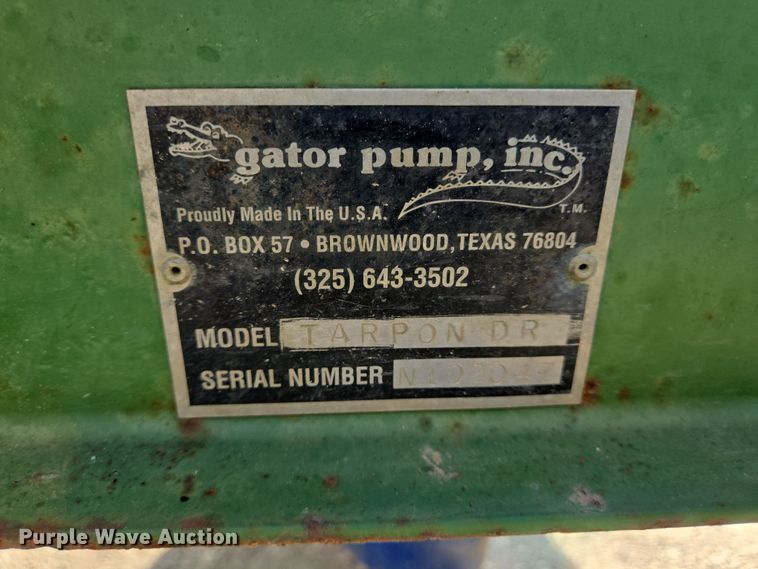 gator pump, inc.
T.M.
Proudly Made In The U.S.A.
P.O. BOX 57 • BROWNWOOD, TEXAS 76804
(325) 643-3502
MODEL TARPON DR
SERIAL NUMBER
Purple Wave Auction